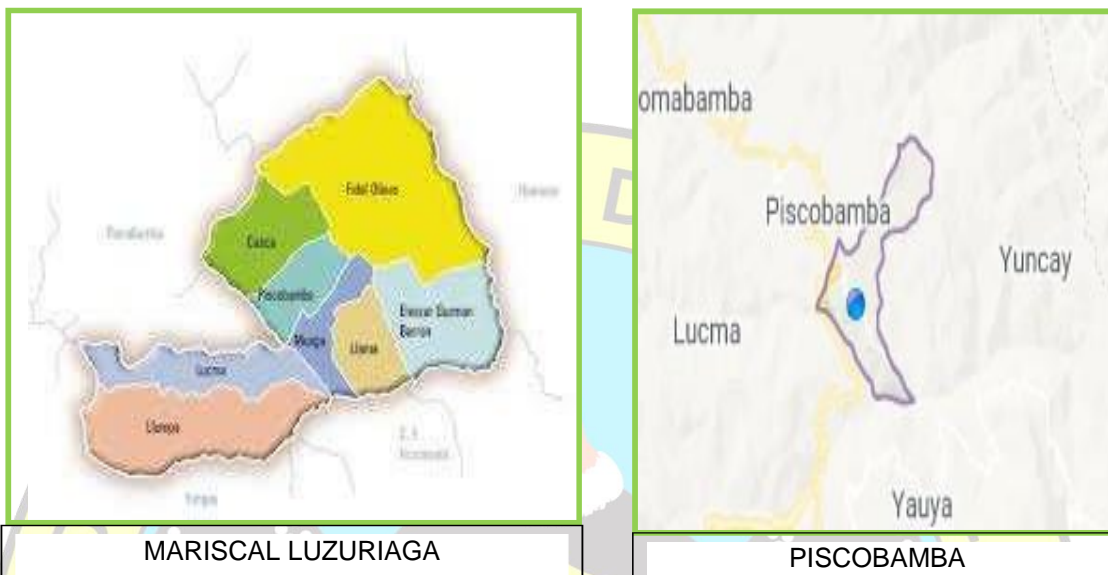 Fidel Olivas
Casca
Piscobamba
Musga
Llama
Eleazar Guzman
Barron
Lucma
Llumpa
MARISCAL LUZURIAGA
omabamba
Piscobamba
Yuncay
Lucma
Yauya
PISCOBAMBA
D